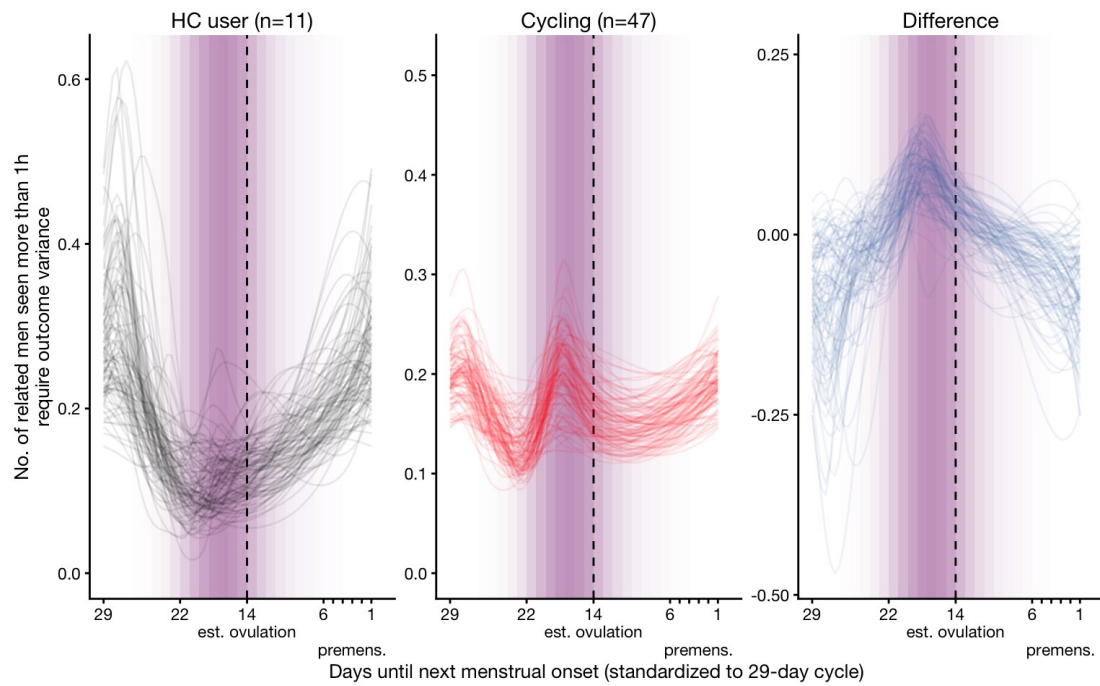 HC user (n=11)
Cycling (n=47)
Difference
No. of related men seen more than 1h
require outcome variance
0.6
0.4
0.2
0.0
0.5
0.4
0.3
0.2
0.1
0.0
0.25
0.00
-0.25
-0.50
29 22 14 6 1
29 22 14 6 1
29 22 14 6 1
est. ovulation
est. ovulation
est. ovulation
premens.
premens.
premens.
Days until next menstrual onset (standardized to 29-day cycle)